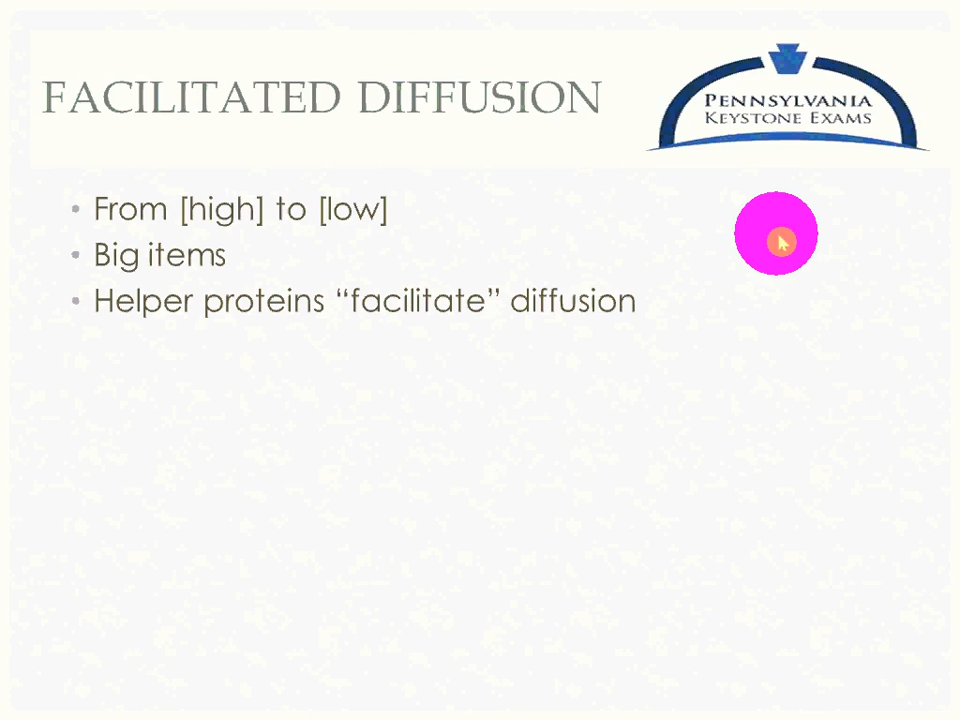 FACILITATED DIFFUSION
PENNSYLVANIA
KEYSTONE EXAMS
• From [high] to [low]
• Big items
• Helper proteins “facilitate” diffusion